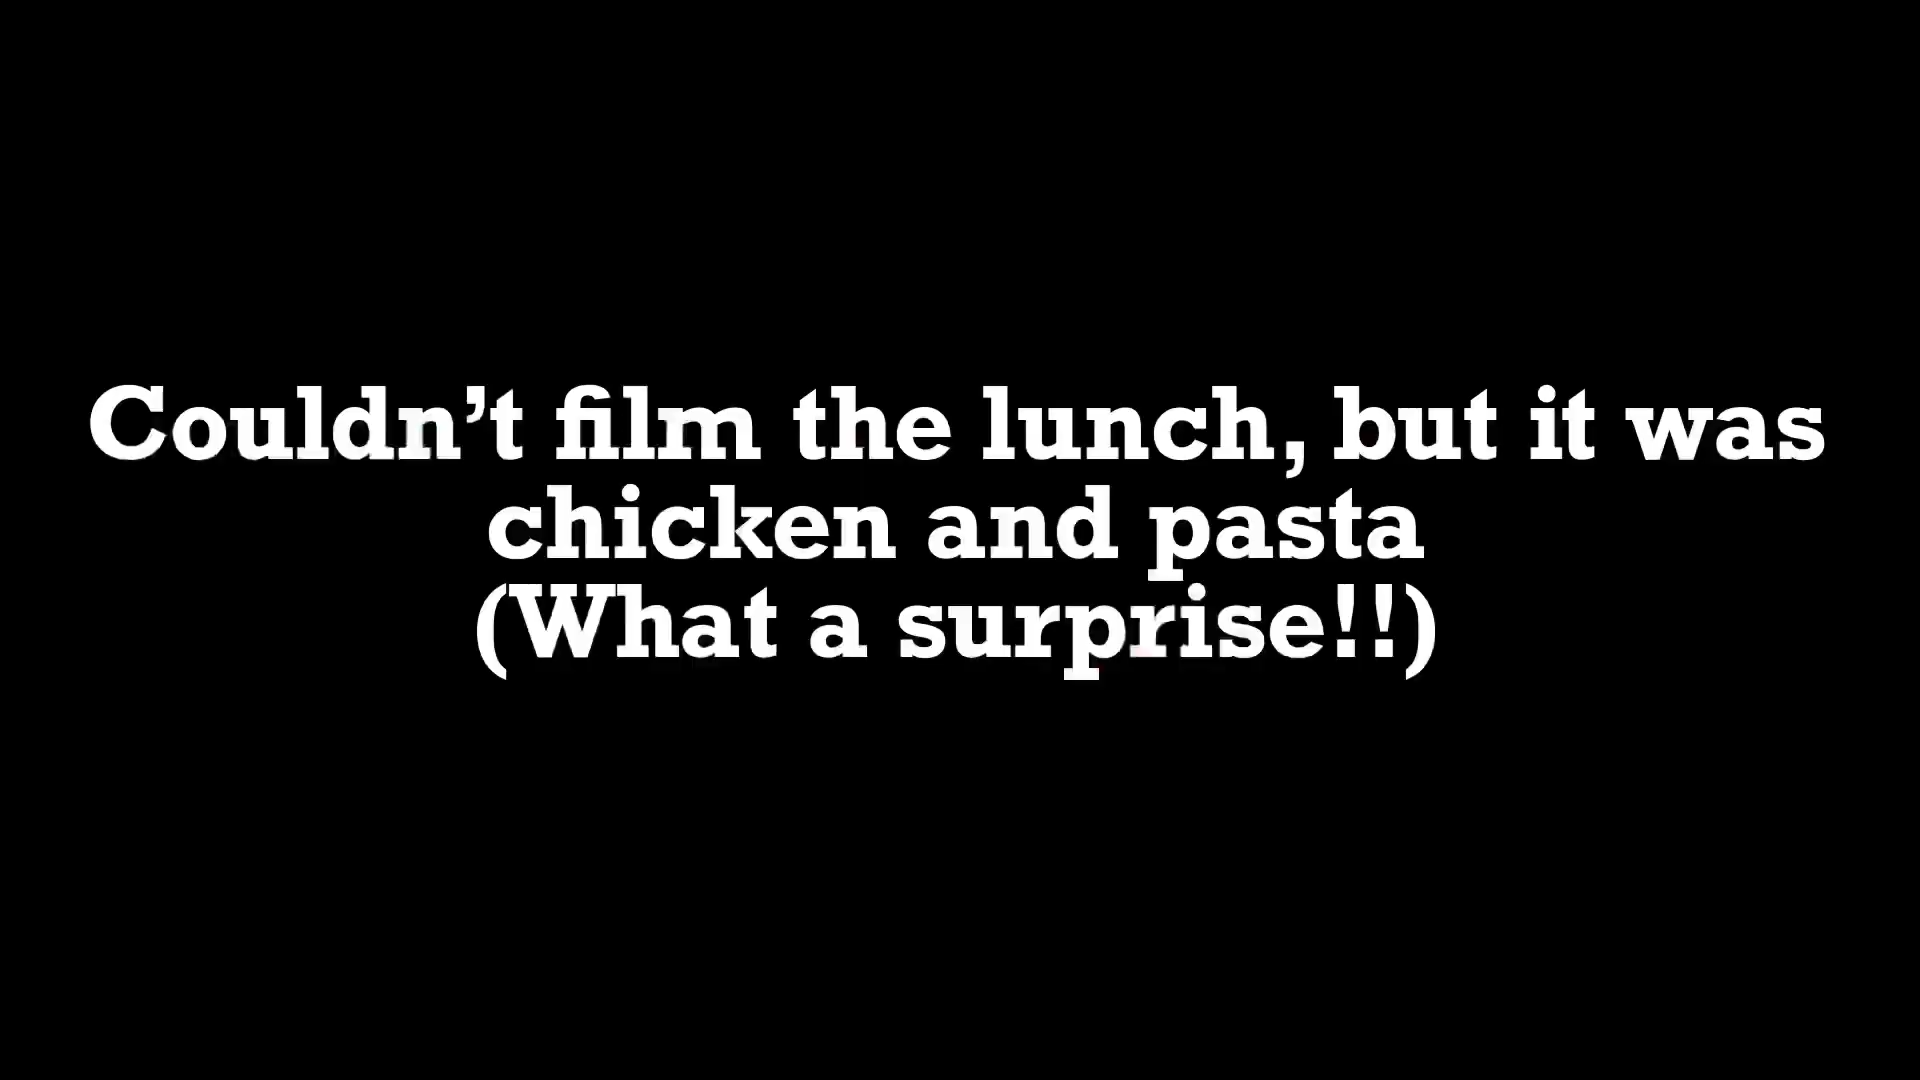 Couldn’t film the lunch, but it was
chicken and pasta
(What a surprise!!)